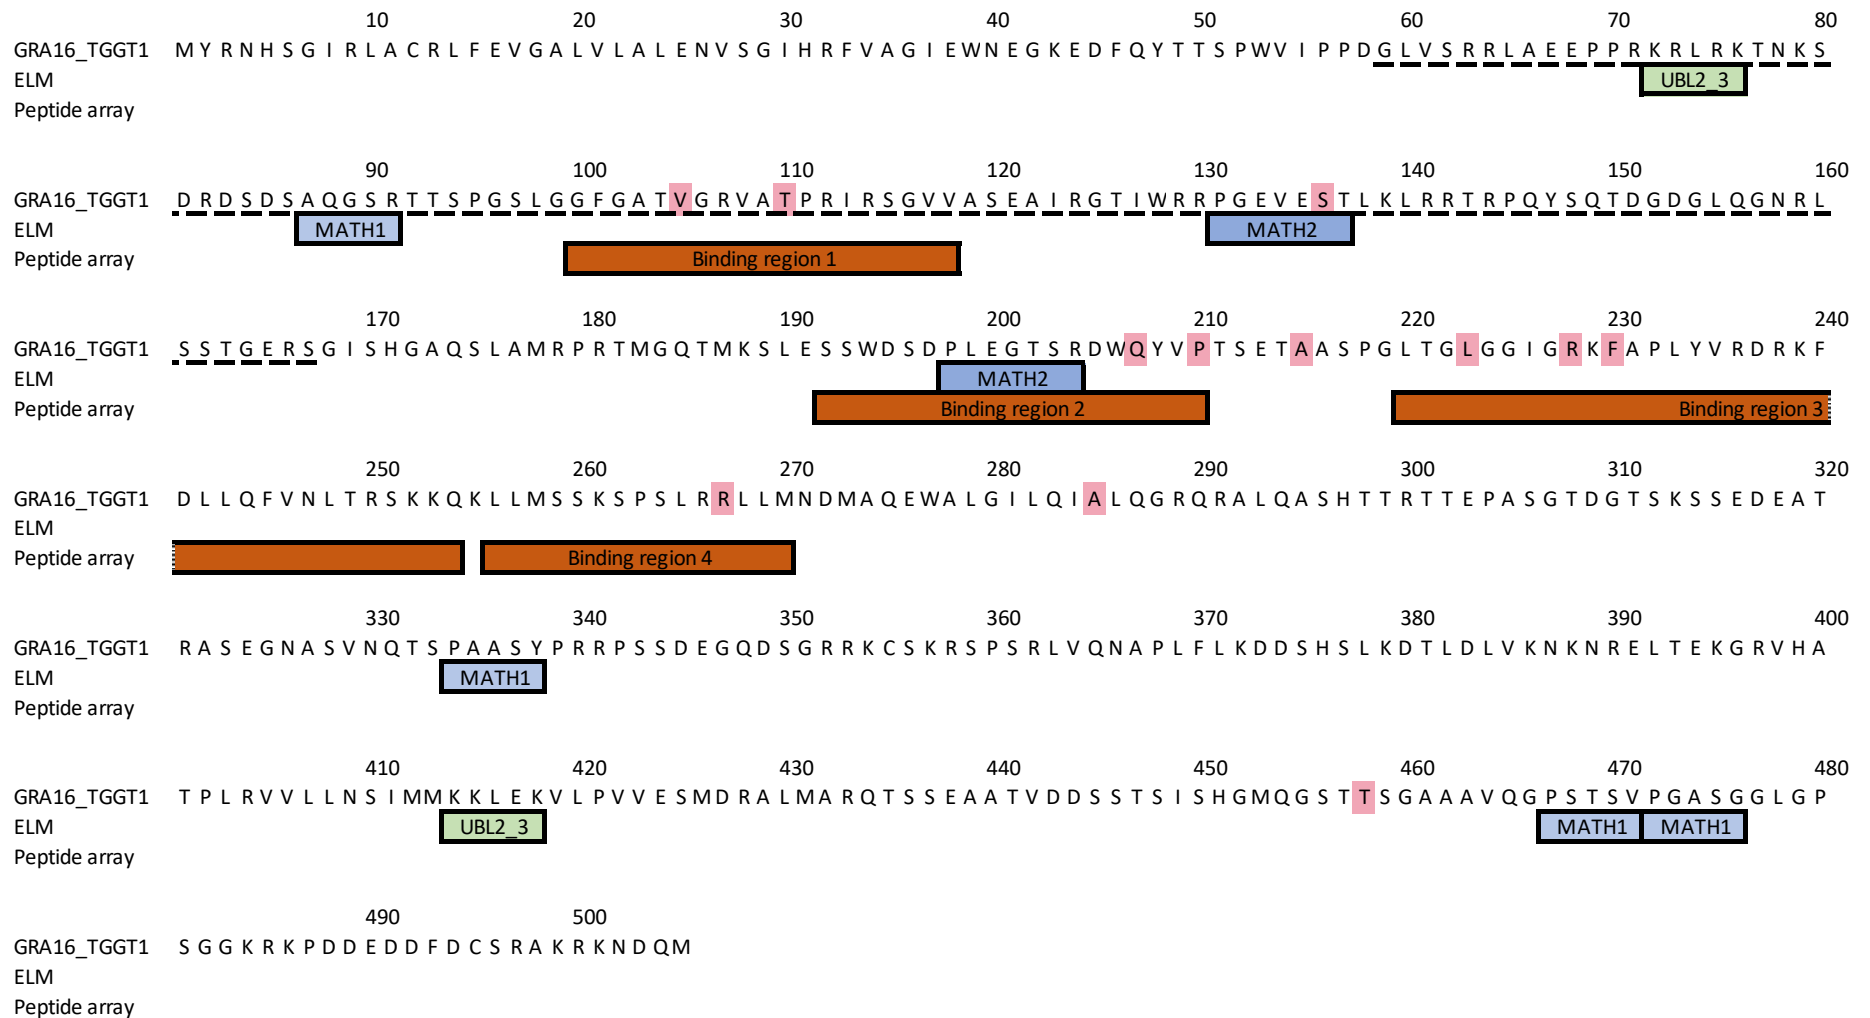 10 20 30 40 50 60 70 80
GRA16_TGGT1 M Y R N H S G I R L A C R L F E V G A L V L A L E N V S G I H R F V A G I E W N E G K E D F Q Y T T S P W V I P P D G L V S R R L A E E P P R K R L R K T N K S
ELM UBL2_3
Peptide array
90 100 110 120 130 140 150 160
GRA16_TGGT1 D R D S D S A Q G S R T T S P G S L G G F G A T V G R V A T P R I R S G V V A S E A I R G T I W R R P G E V E S T L K L R R T R P Q Y S Q T D G D G L Q G N R L
ELM MATH1 MATH2
Peptide array Binding region 1
170 180 190 200 210 220 230 240
GRA16_TGGT1 S S T G E R S G I S H G A Q S L A M R P R T M G Q T M K S L E S S W D S D P L E G T S R D W Q Y V P T S E T A A S P G L T G L G G I G R K F A P L Y V R D R K F
ELM MATH2
Peptide array Binding region 2 Binding region 3
250 260 270 280 290 300 310 320
GRA16_TGGT1 D L L Q F V N L T R S K K Q K L L M S S K S P S L R R L L M N D M A Q E W A L G I L Q I A L Q G R Q R A L Q A S H T T R T T E P A S G T D G T S K S S E D E A T
ELM
Peptide array Binding region 4
330 340 350 360 370 380 390 400
GRA16_TGGT1 R A S E G N A S V N Q T S P A A S Y P R R P S S D E G Q D S G R R K C S K R S P S R L V Q N A P L F L K D D S H S L K D T L D L V K N K N R E L T E K G R V H A
ELM MATH1
Peptide array
410 420 430 440 450 460 470 480
GRA16_TGGT1 T P L R V V L L N S I M M K K L E K V L P V V E S M D R A L M A R Q T S S E A A T V D D S S T S I S H G M Q G S T T S G A A A V Q G P S T S V P G A S G G L G P
ELM UBL2_3 MATH1 MATH1
Peptide array
490 500
GRA16_TGGT1 S G G K R K P D D E D D F D C S R A K R K N D Q M
ELM
Peptide array